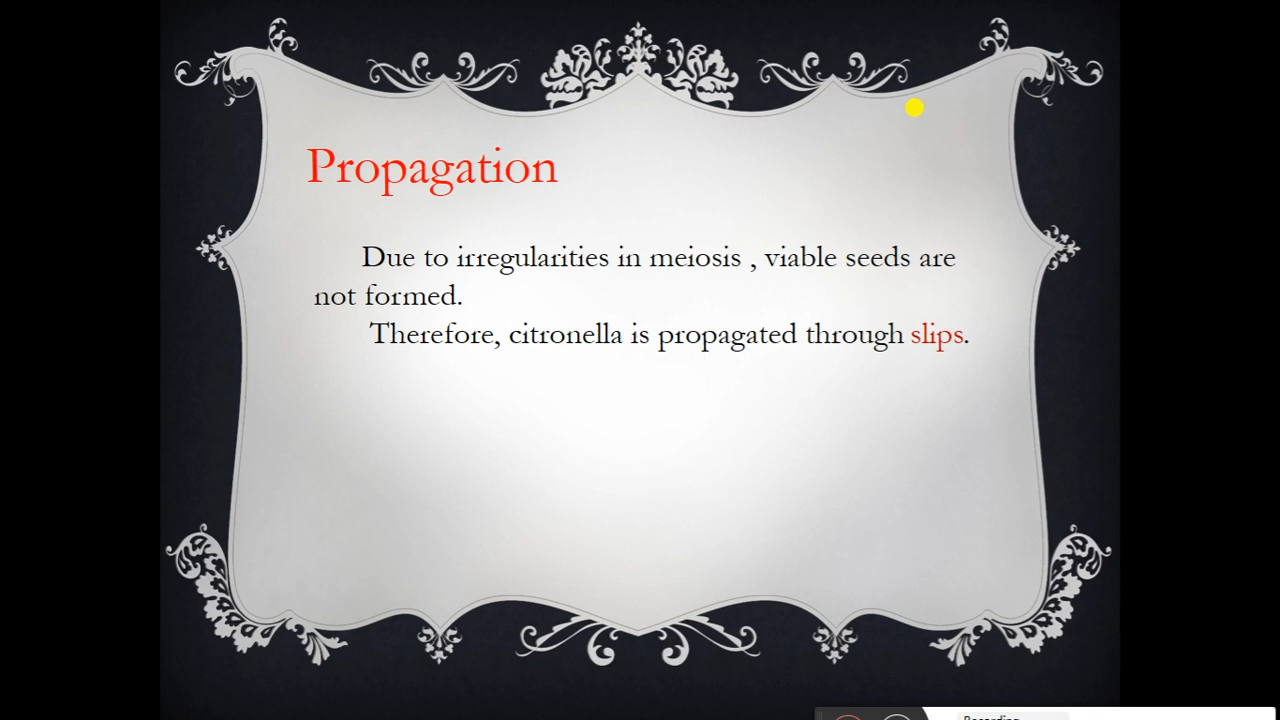 Propagation
Due to irregularities in meiosis , viable seeds are
not formed.
Therefore, citronella is propagated through slips.